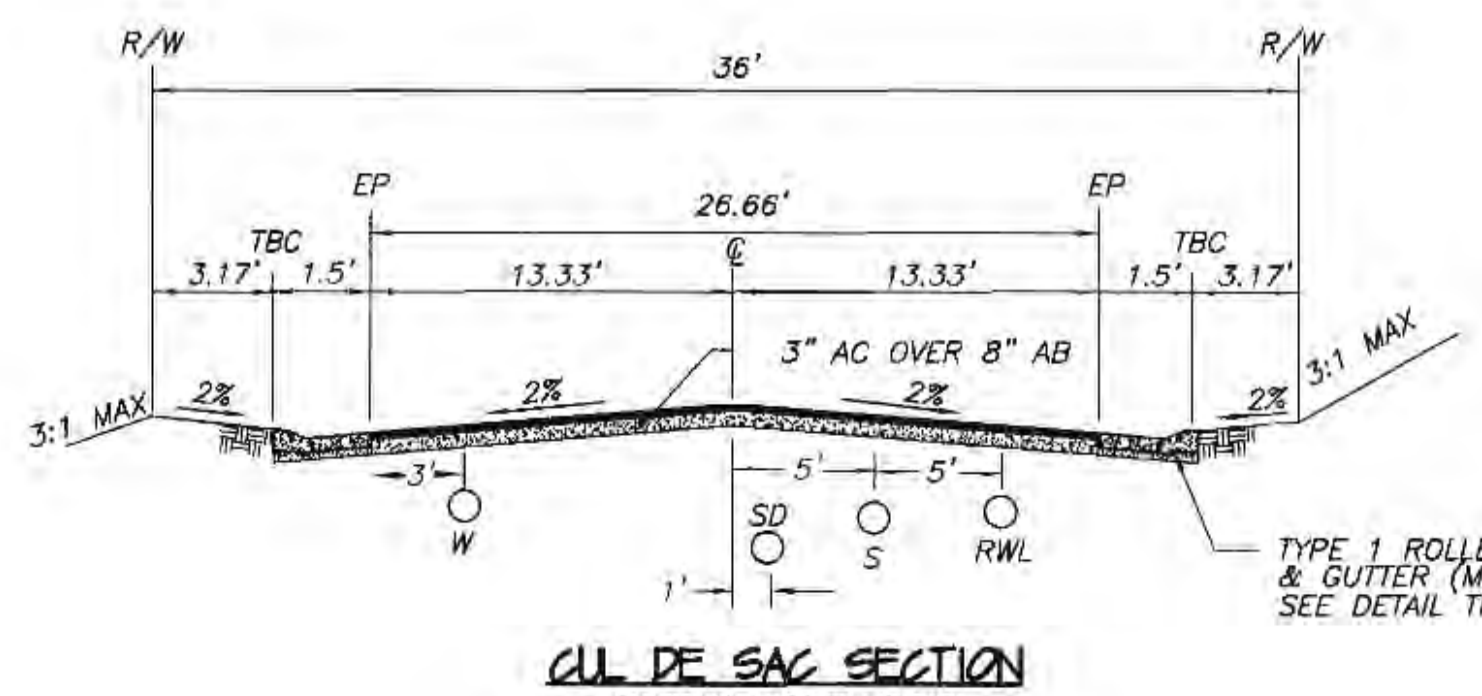 R/W R/W
36'
EP EP
26.66'
TBC ℄ TBC
3.17' 1.5' 13.33' 13.33' 1.5' 3.17'
3" AC OVER 8" AB
3:1 MAX 2% 2% 2% 2% 3:1 MAX
3' 5' 5'
W SD S RWL
1'
TYPE 1
& GUTTER
SEE DETAIL
CUL DE SAC SECTION